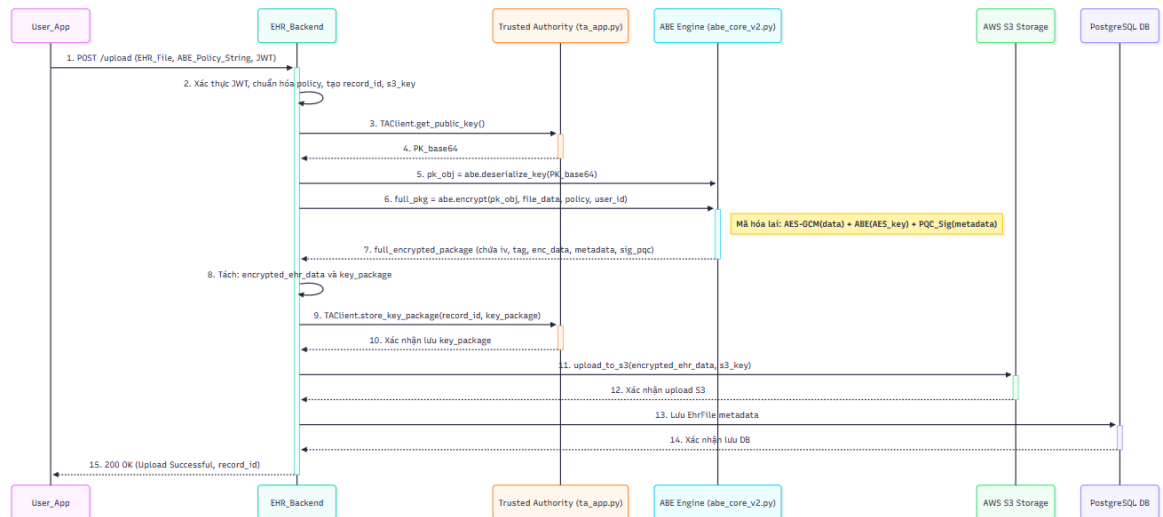 User_App
EHR_Backend
Trusted Authority (ta_app.py)
ABE Engine (abe_core_v2.py)
AWS S3 Storage
PostgreSQL DB
1. POST /upload (EHR_File, ABE_Policy_String, JWT)
2. Xác thực JWT, chuẩn hóa policy, tạo record_id, s3_key
3. TAClient.get_public_key()
4. PK_base64
5. pk_obj = abe.deserialize_key(PK_base64)
6. full_pkg = abe.encrypt(pk_obj, file_data, policy, user_id)
Mã hóa lai: AES-GCM(data) + ABE(AES_key) + PQC_Sig(metadata)
7. full_encrypted_package (chứa iv, tag, enc_data, metadata, sig_pqc)
8. Tách: encrypted_ehr_data và key_package
9. TAClient.store_key_package(record_id, key_package)
10. Xác nhận lưu key_package
11. upload_to_s3(encrypted_ehr_data, s3_key)
12. Xác nhận upload S3
13. Lưu EhrFile metadata
14. Xác nhận lưu DB
15. 200 OK (Upload Successful, record_id)
User_App
EHR_Backend
Trusted Authority (ta_app.py)
ABE Engine (abe_core_v2.py)
AWS S3 Storage
PostgreSQL DB